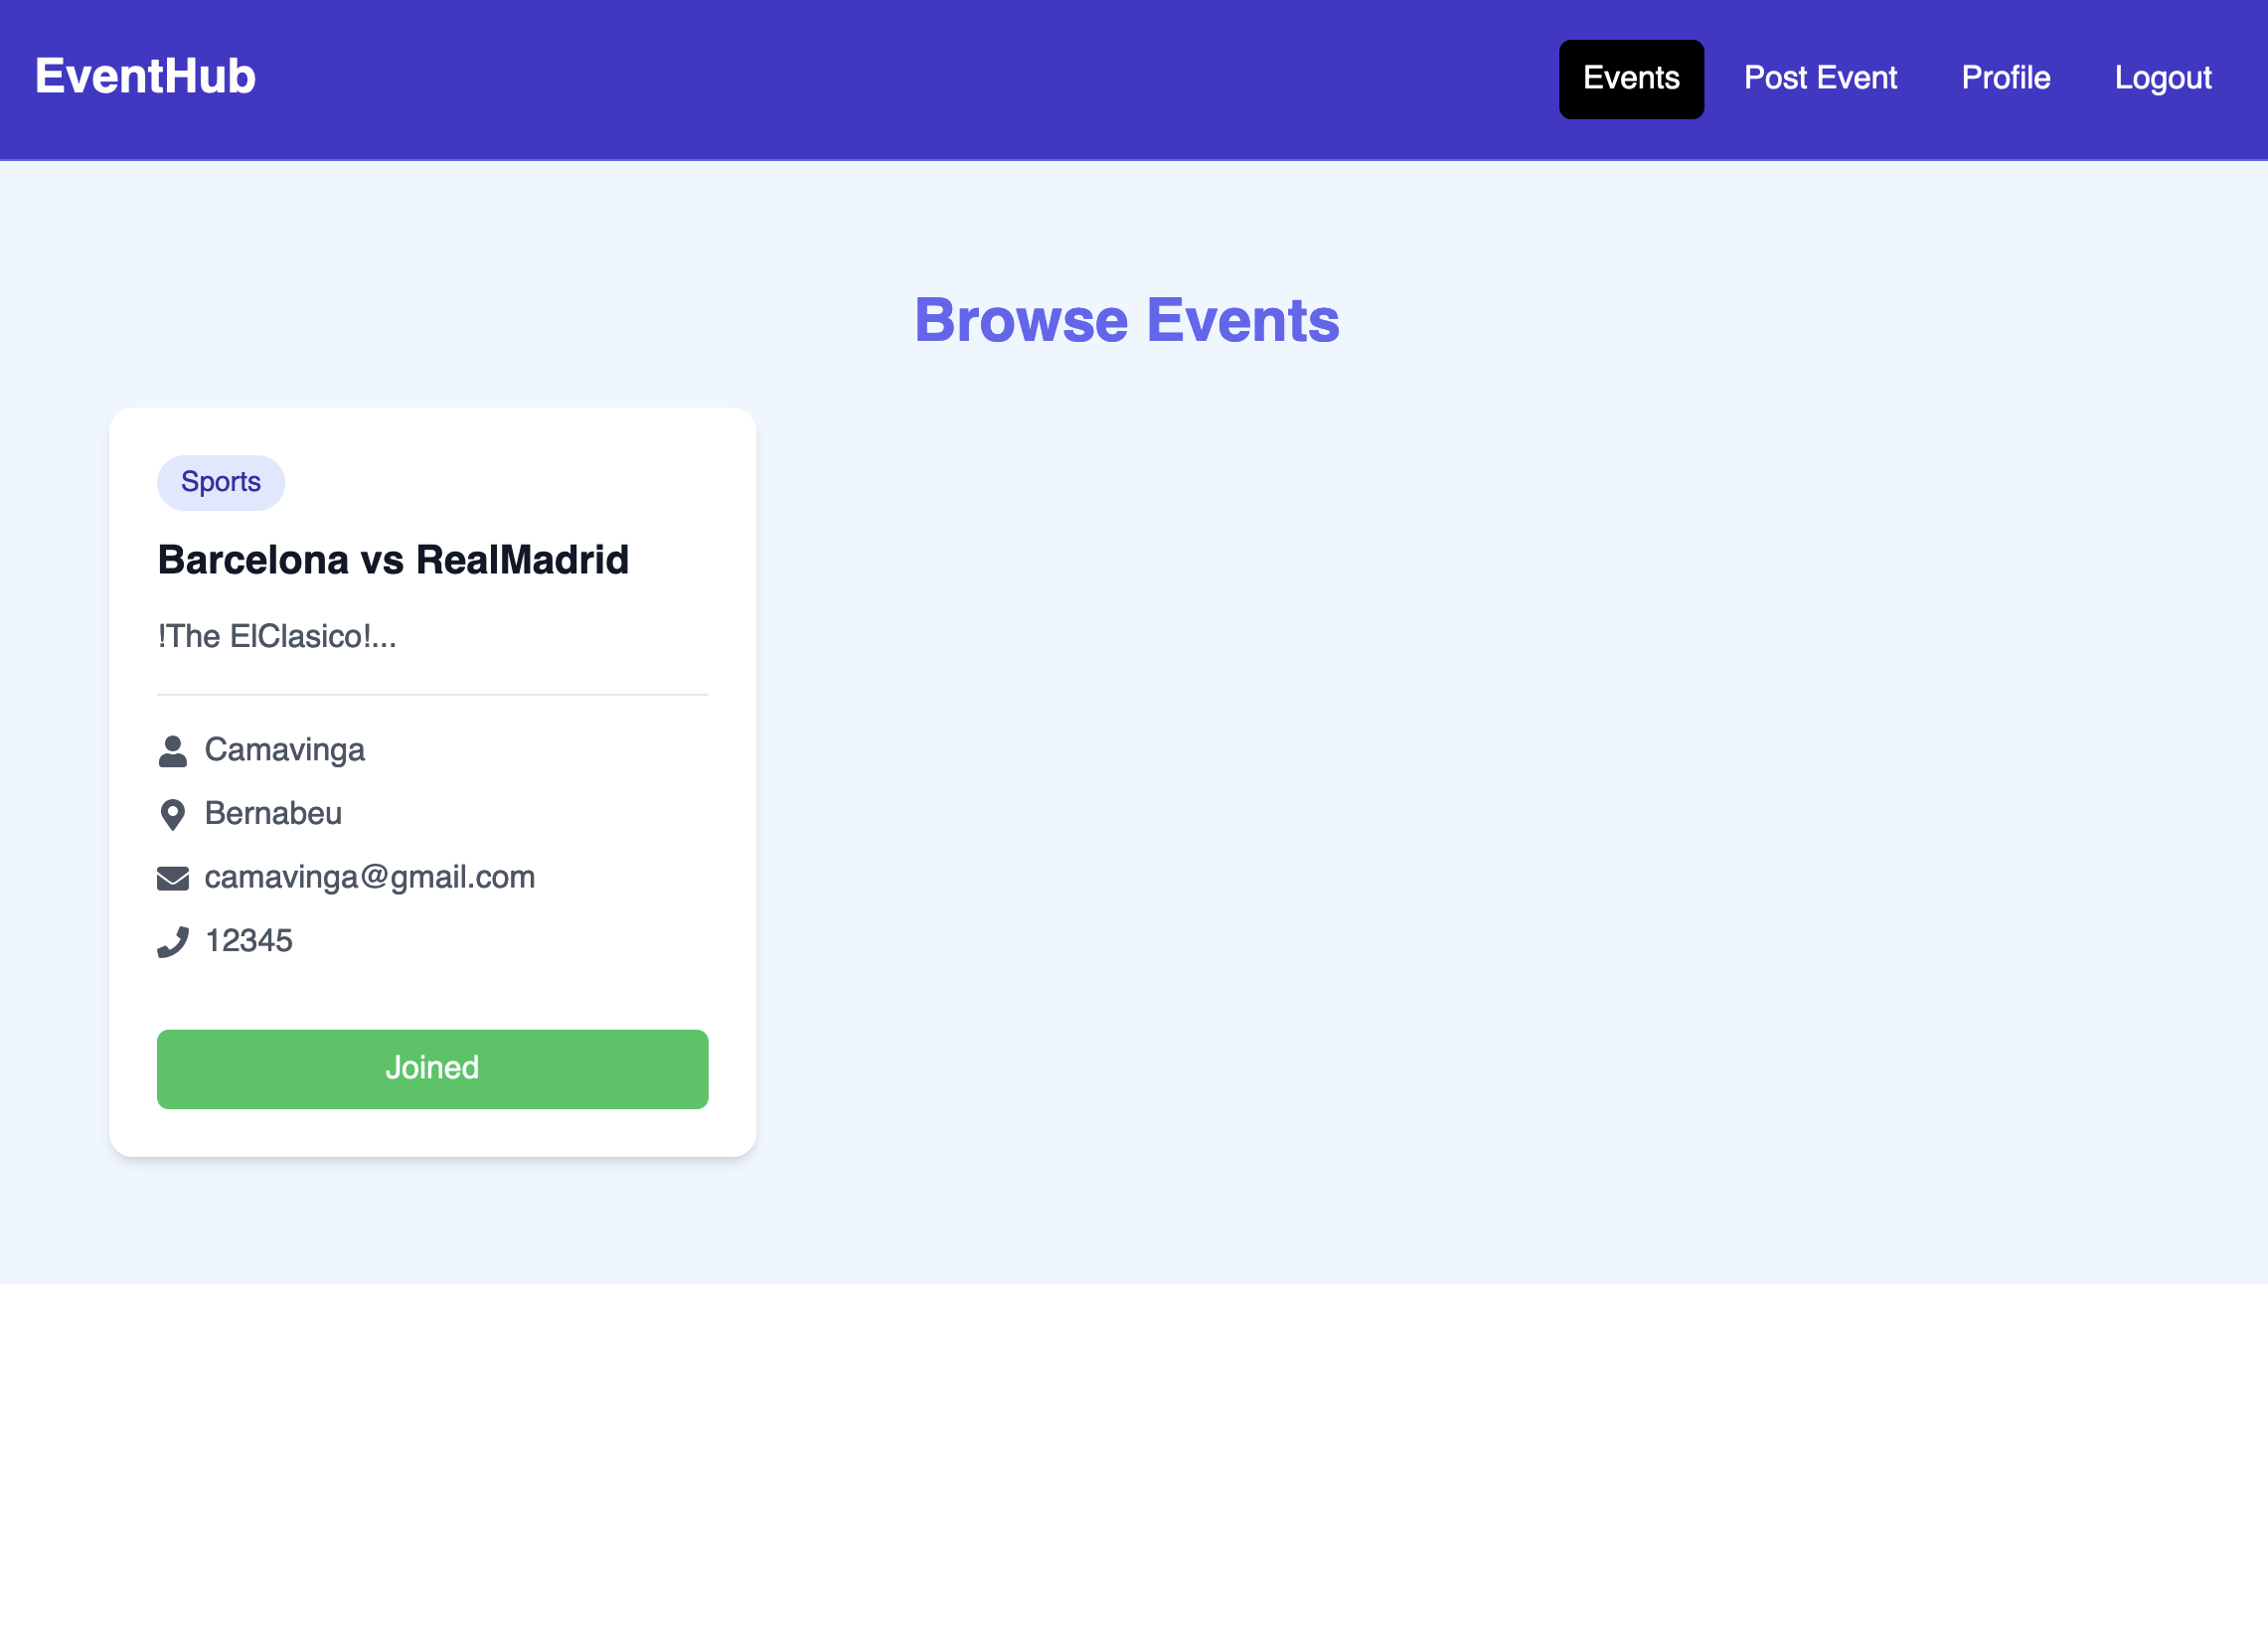 EventHub
Events
Post Event
Profile
Logout
Browse Events
Sports
Barcelona vs RealMadrid
!The ElClasico!...
Camavinga
Bernabeu
camavinga@gmail.com
12345
Joined